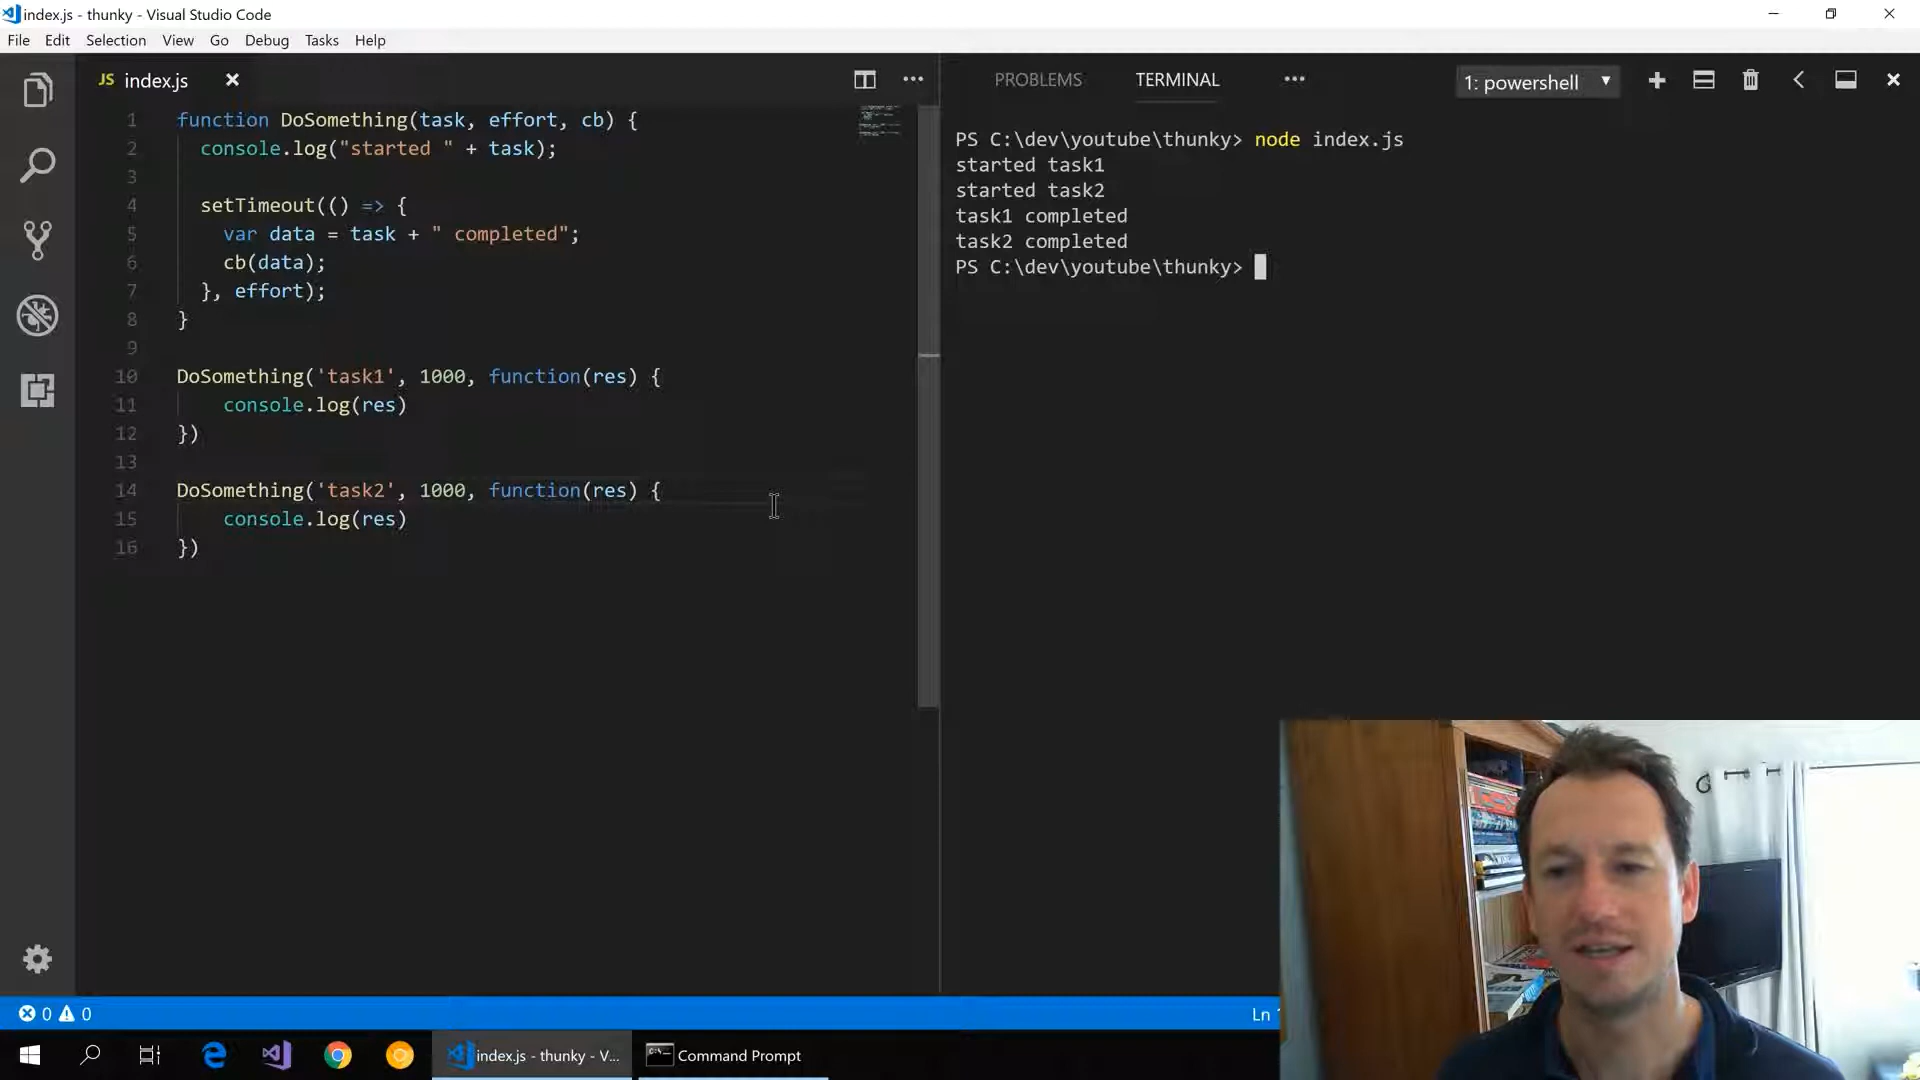 index.js - thunky - Visual Studio Code
File Edit Selection View Go Debug Tasks Help
JS index.js
1 function DoSomething(task, effort, cb) {
2 console.log("started " + task);
3
4 setTimeout(() => {
5 var data = task + " completed";
6 cb(data);
7 }, effort);
8 }
9
10 DoSomething('task1', 1000, function(res) {
11 console.log(res)
12 })
13
14 DoSomething('task2', 1000, function(res) {
15 console.log(res)
16 })
PROBLEMS TERMINAL ••• 1: powershell
PS C:\dev\youtube\thunky> node index.js
started task1
started task2
task1 completed
task2 completed
PS C:\dev\youtube\thunky>
0 0
Ln
index.js - thunky - V...
C:\. Command Prompt